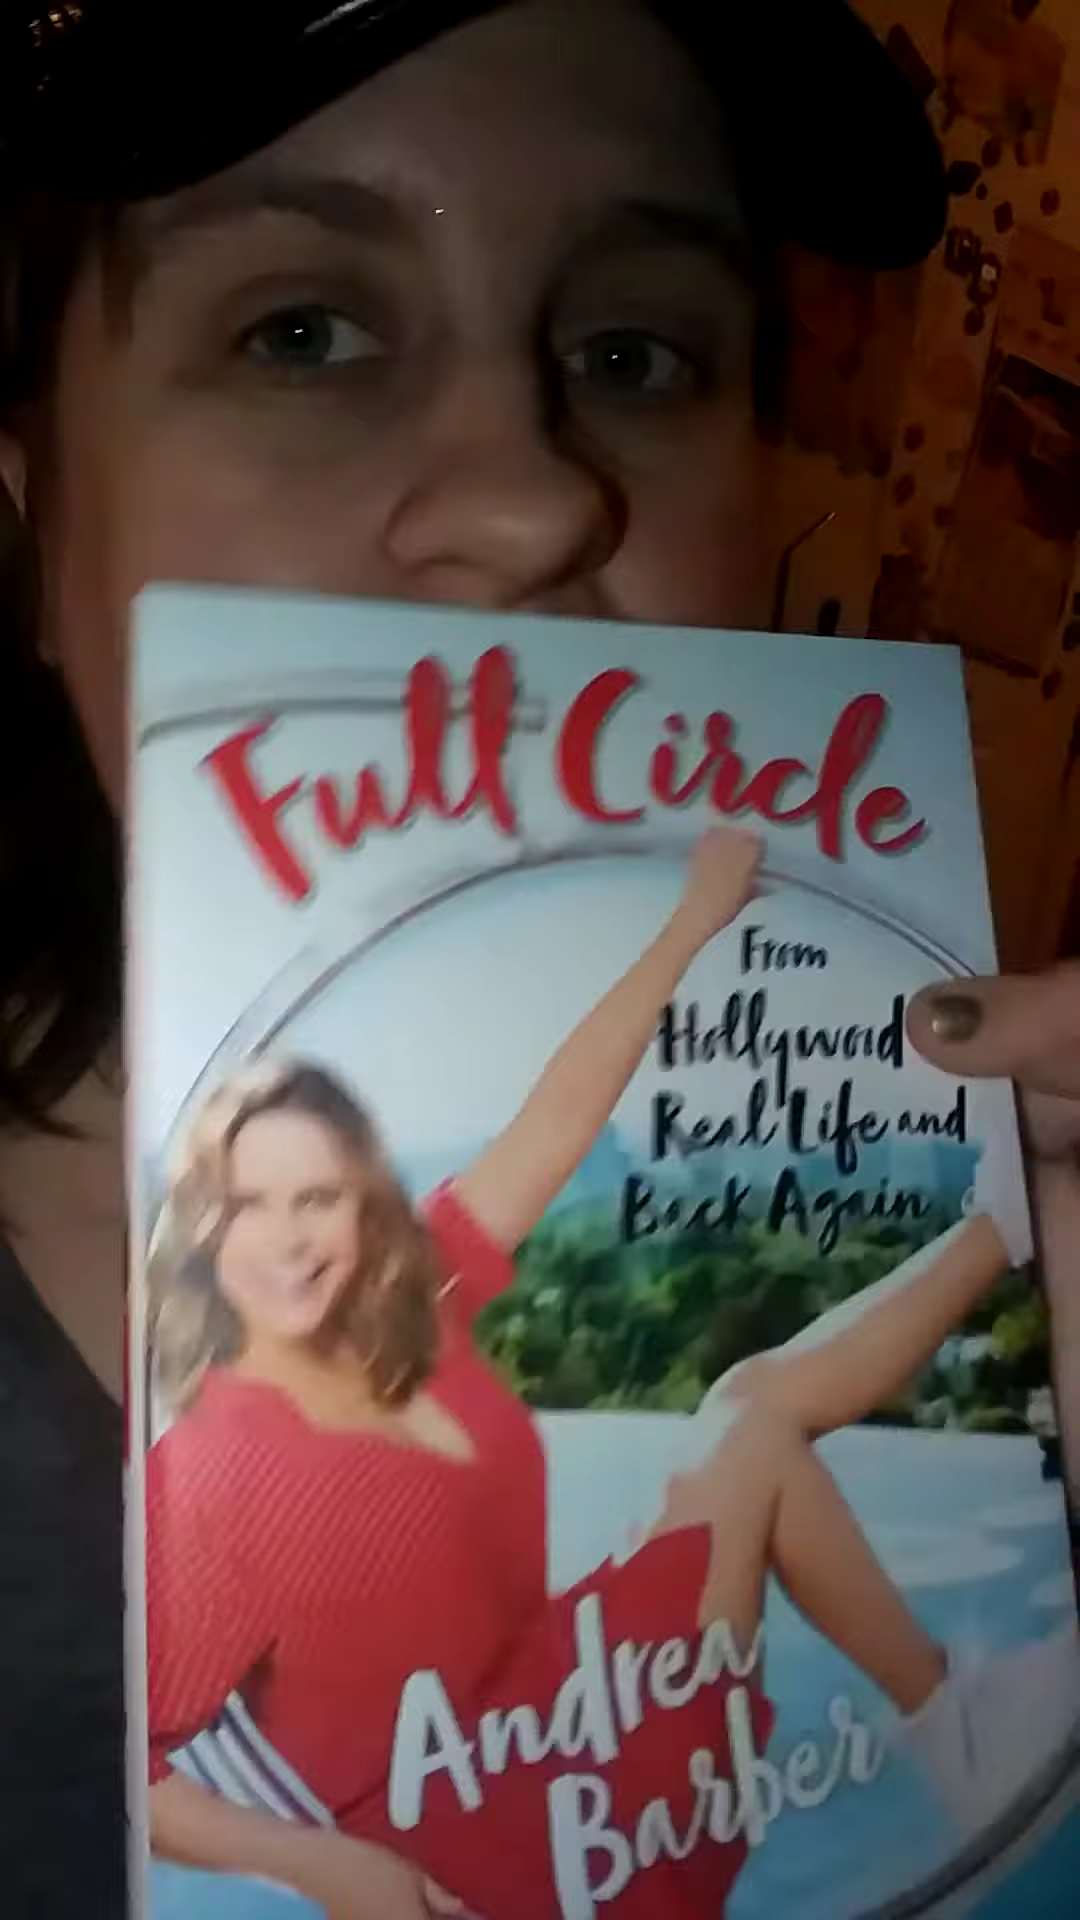 Full Circle
From
Hollywood
Real Life and
Back Again
Andrea
Barber